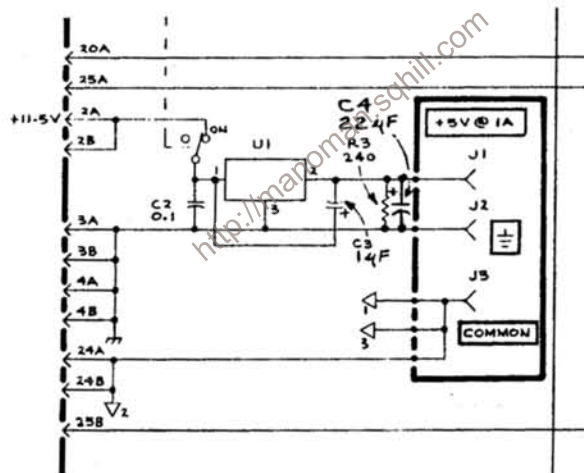 20A
25A
+11.5V
2A
2B
ON
U1
1
2
3
C2
0.1
C4
22µF
R3
240
+
+
C3
1µF
+5V @ 1A
J1
J2
J3
COMMON
3A
3B
4A
4B
24A
24B
25B
1
3
2
http://manoman.sqhill.com